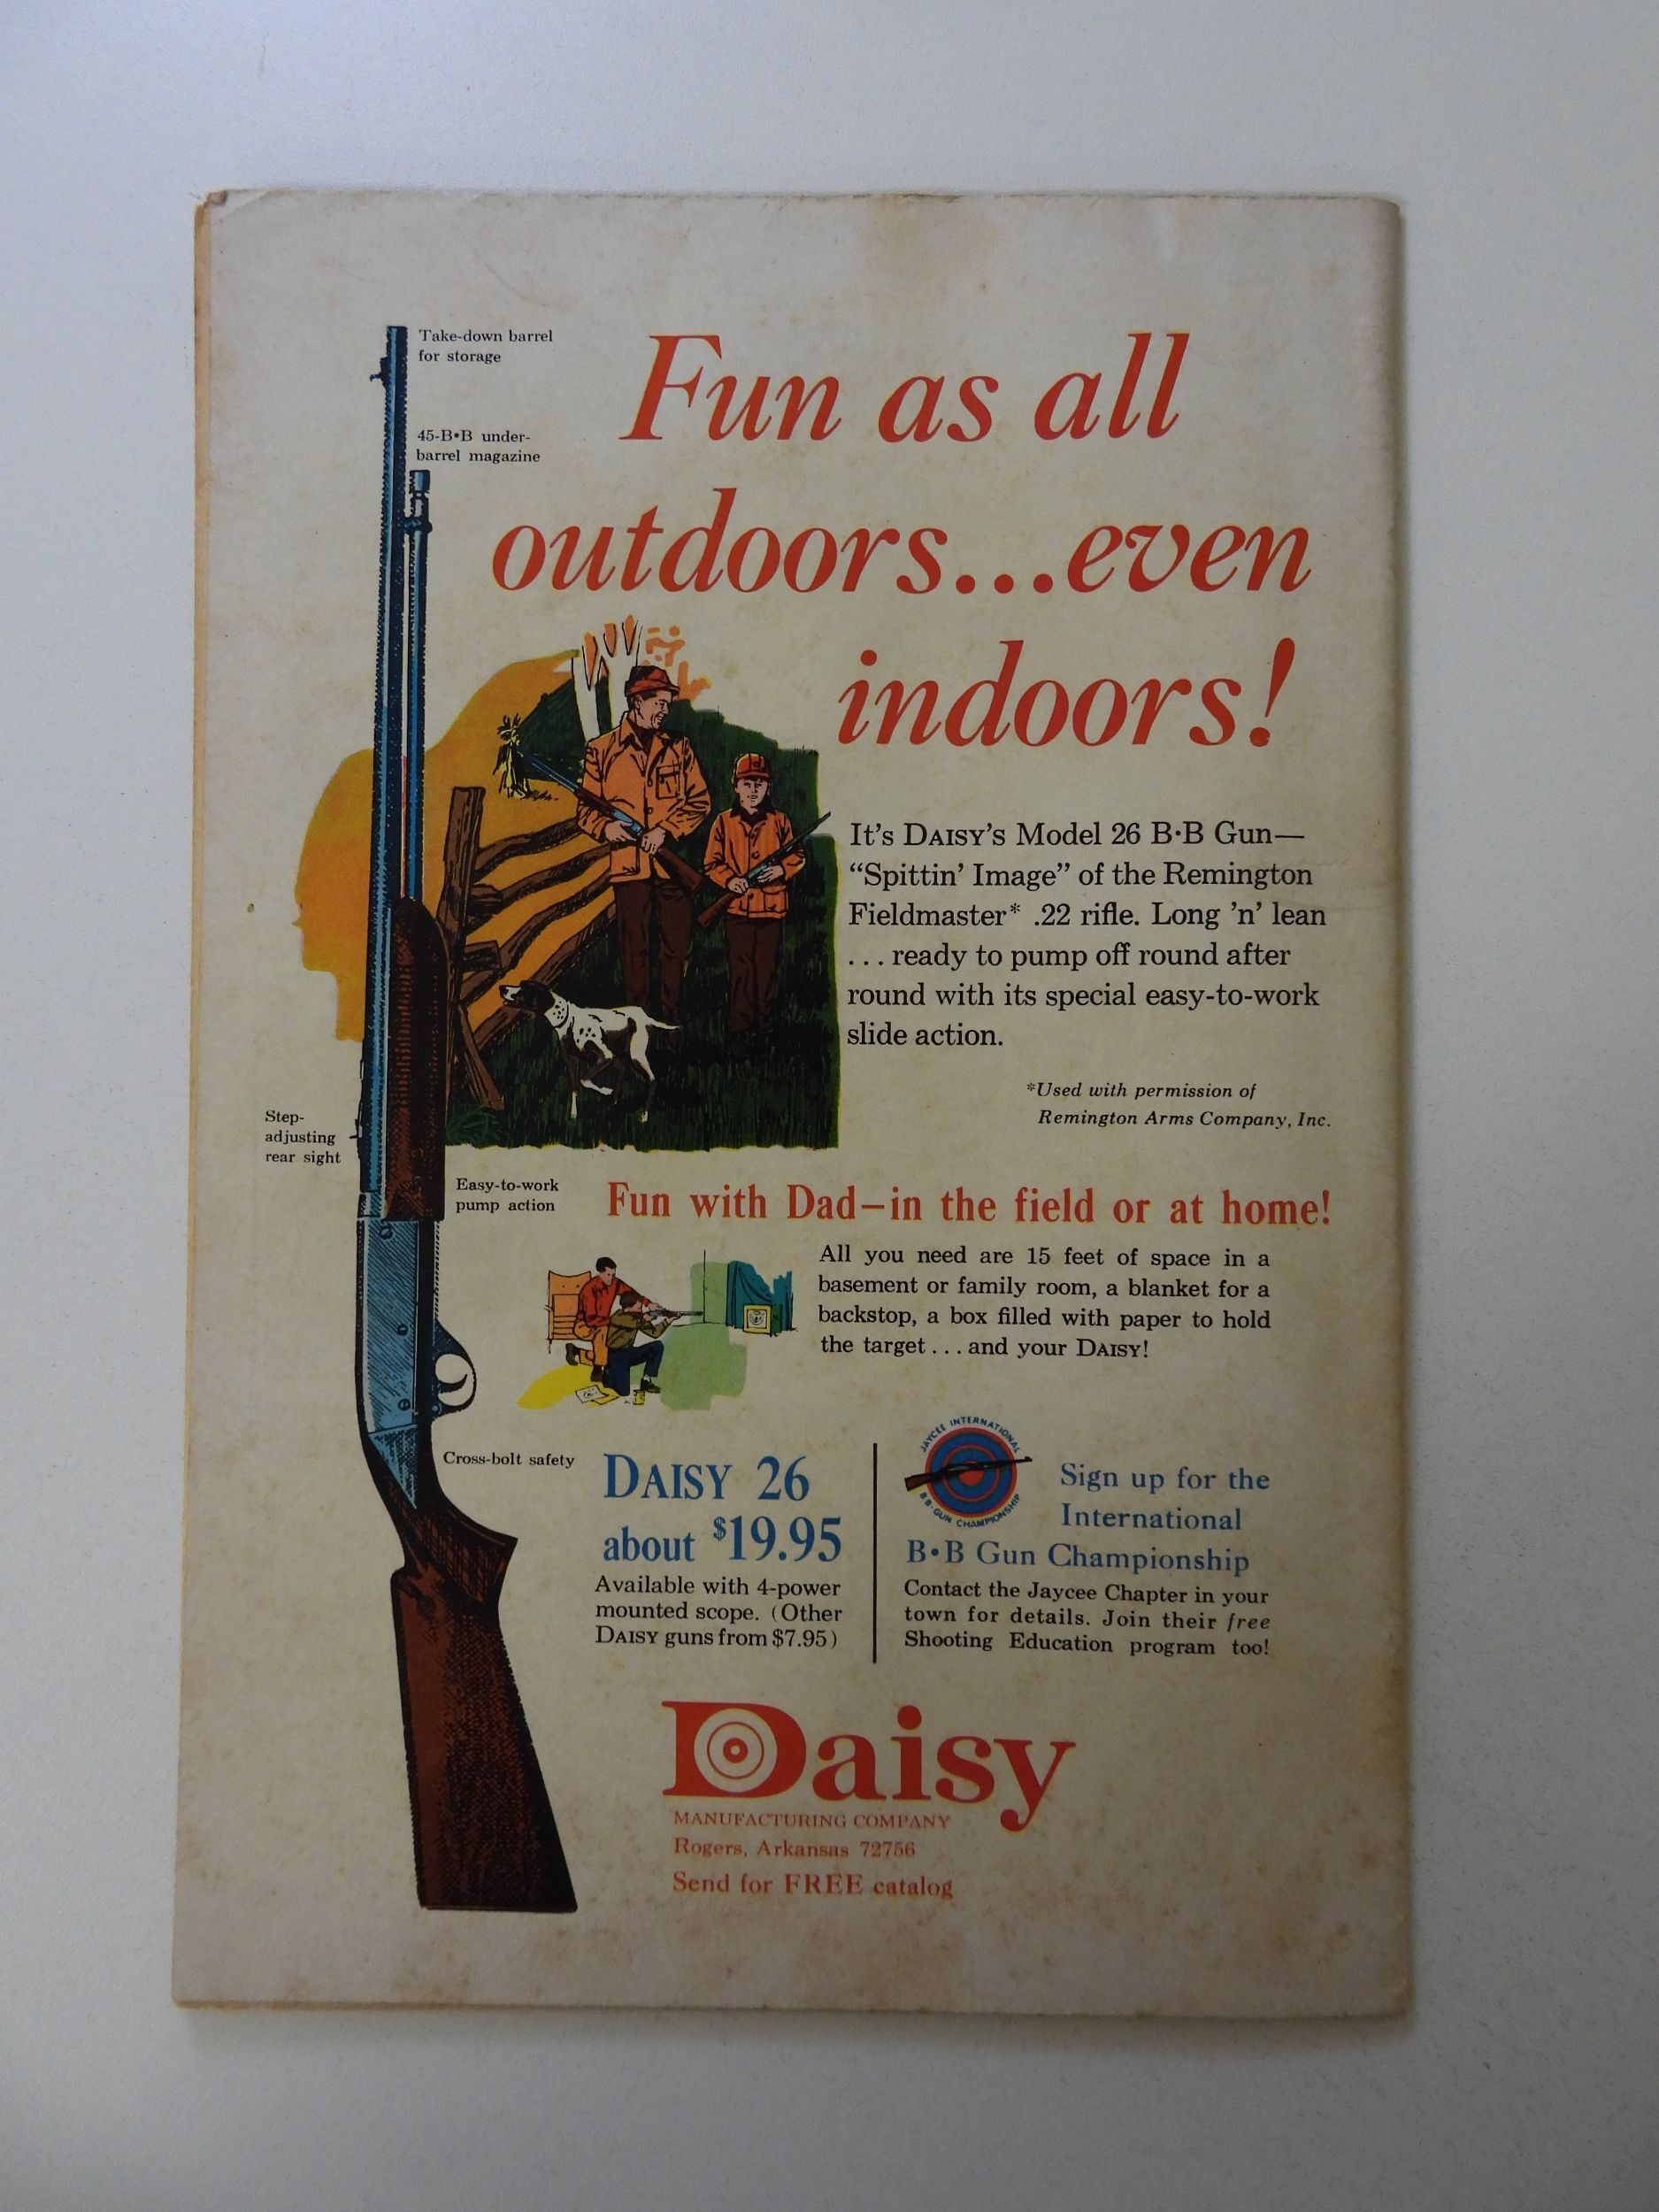 Take-down barrel
for storage
45-B•B under-
barrel magazine
Fun as all
outdoors...even
indoors!
It's DAISY'S Model 26 B•B Gun—
“Spittin' Image” of the Remington
Fieldmaster* .22 rifle. Long 'n' lean
...ready to pump off round after
round with its special easy-to-work
slide action.
*Used with permission of
Remington Arms Company, Inc.
Step-
adjusting
rear sight
Easy-to-work
pump action
Fun with Dad—in the field or at home!
All you need are 15 feet of space in a
basement or family room, a blanket for a
backstop, a box filled with paper to hold
the target...and your DAISY!
Cross-bolt safety
DAISY 26
about $19.95
Available with 4-power
mounted scope. (Other
DAISY guns from $7.95)
JAYCEE INTERNATIONAL
BB•GUN CHAMPIONSHIP
Sign up for the
International
B•B Gun Championship
Contact the Jaycee Chapter in your
town for details. Join their free
Shooting Education program too!
Daisy
MANUFACTURING COMPANY
Rogers, Arkansas 72756
Send for FREE catalog